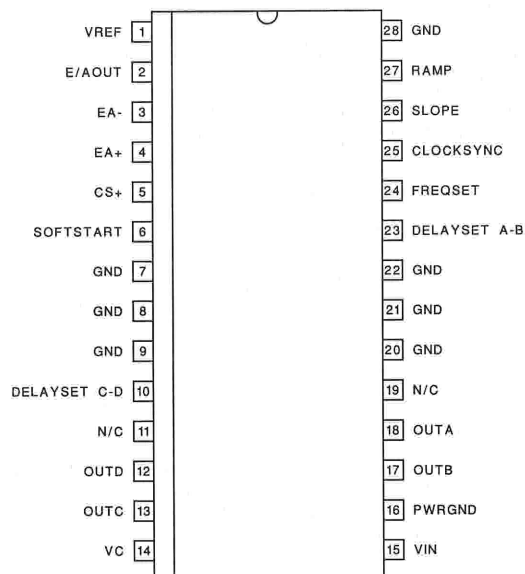 VREF 1 28 GND
E/AOUT 2 27 RAMP
EA- 3 26 SLOPE
EA+ 4 25 CLOCKSYNC
CS+ 5 24 FREQSET
SOFTSTART 6 23 DELAYSET A-B
GND 7 22 GND
GND 8 21 GND
GND 9 20 GND
DELAYSET C-D 10 19 N/C
N/C 11 18 OUTA
OUTD 12 17 OUTB
OUTC 13 16 PWRGND
VC 14 15 VIN